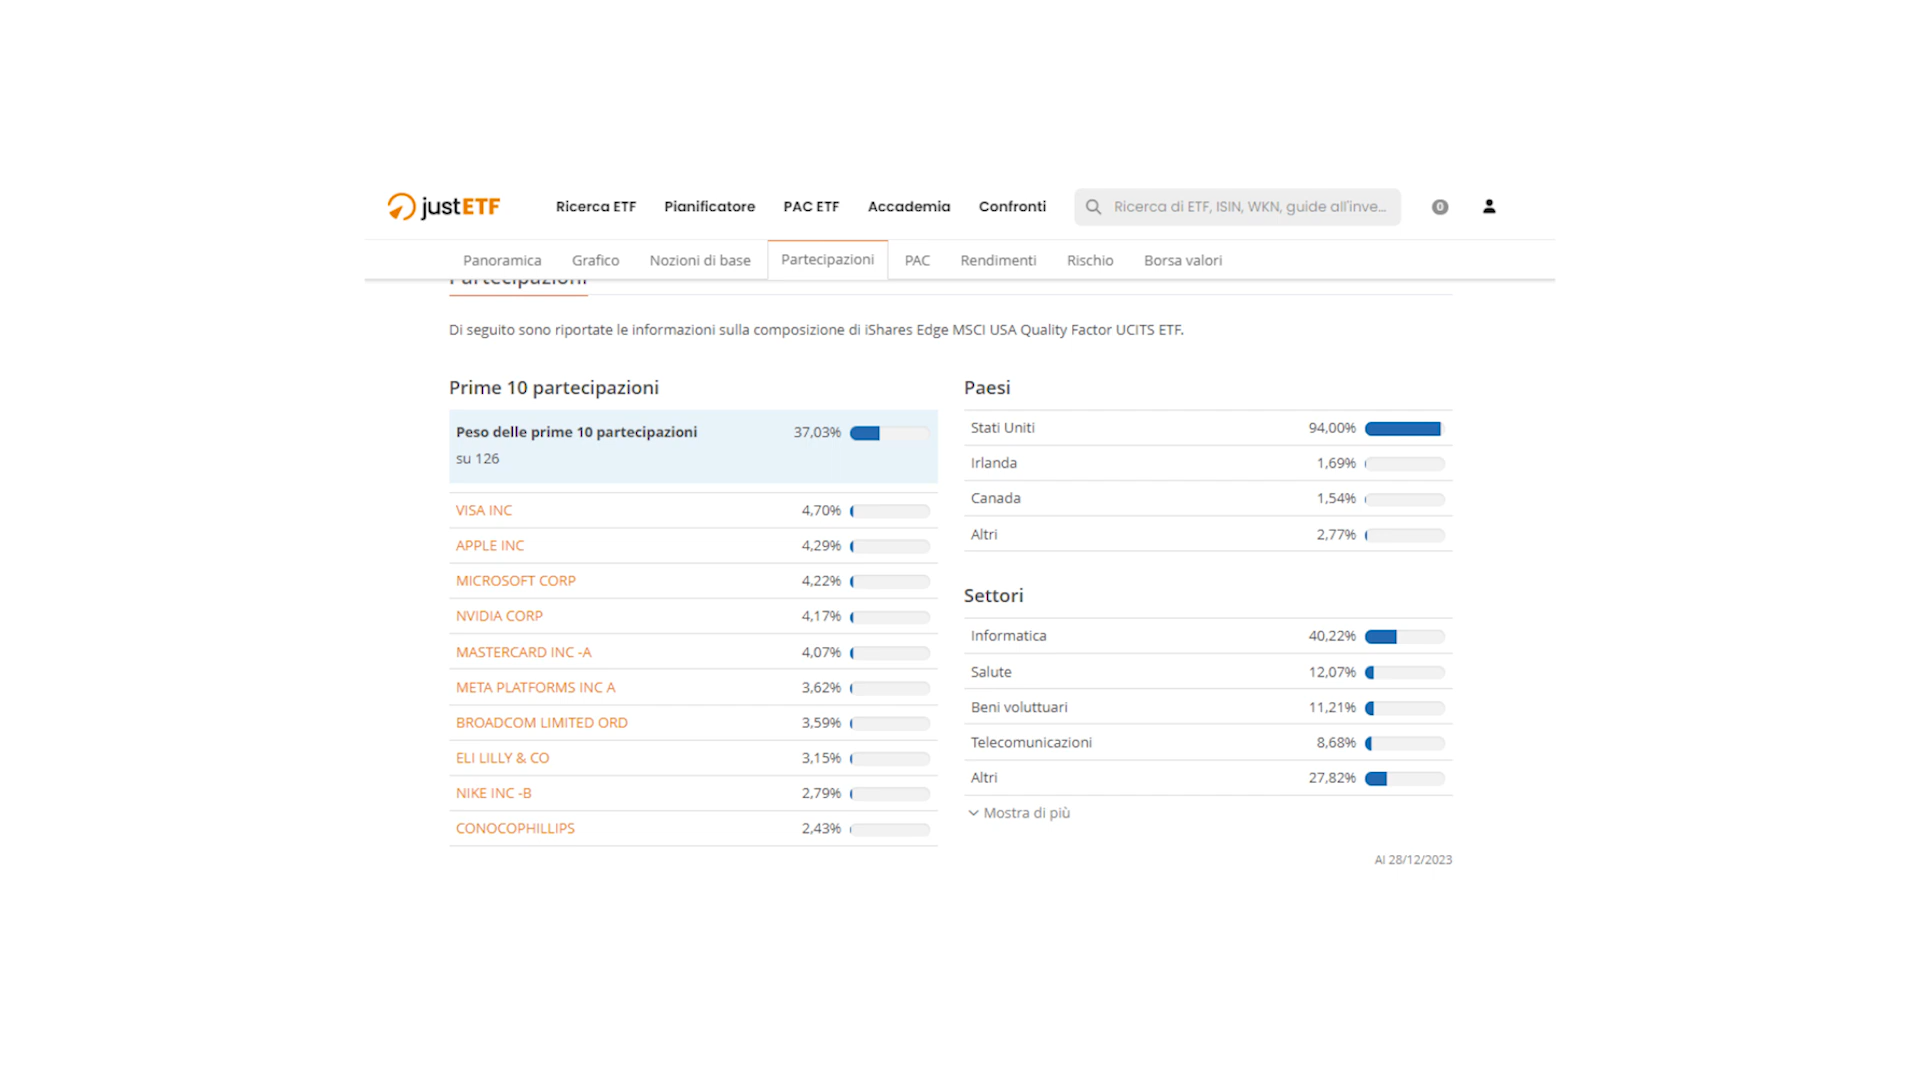 justETF Ricerca ETF Pianificatore PAC ETF Accademia Confronti Ricerca di ETF, ISIN, WKN, guide all'inve... 0
Panoramica Grafico Nozioni di base Partecipazioni PAC Rendimenti Rischio Borsa valori
Partecipazioni
Di seguito sono riportate le informazioni sulla composizione di iShares Edge MSCI USA Quality Factor UCITS ETF.
Prime 10 partecipazioni
Peso delle prime 10 partecipazioni 37,03%
su 126
VISA INC 4,70%
APPLE INC 4,29%
MICROSOFT CORP 4,22%
NVIDIA CORP 4,17%
MASTERCARD INC -A 4,07%
META PLATFORMS INC A 3,62%
BROADCOM LIMITED ORD 3,59%
ELI LILLY & CO 3,15%
NIKE INC -B 2,79%
CONOCOPHILLIPS 2,43%
Paesi
Stati Uniti 94,00%
Irlanda 1,69%
Canada 1,54%
Altri 2,77%
Settori
Informatica 40,22%
Salute 12,07%
Beni voluttuari 11,21%
Telecomunicazioni 8,68%
Altri 27,82%
Mostra di più
Al 28/12/2023